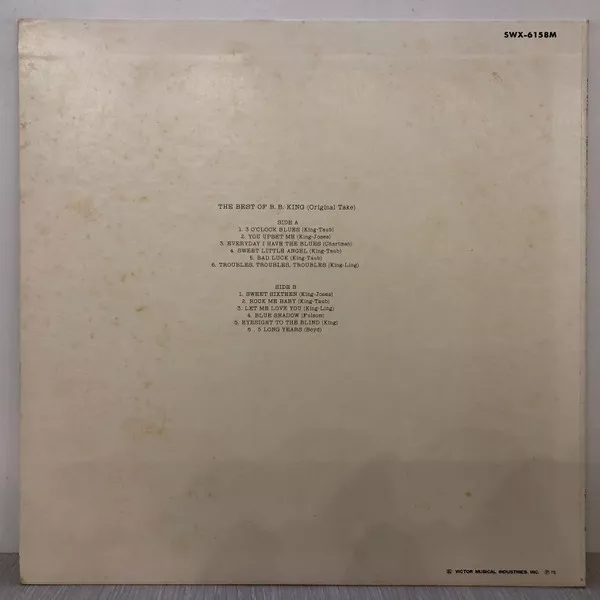 SWX-6158M
THE BEST OF B. B. KING (Original Take)
SIDE A
1. 3 O'CLOCK BLUES (King-Taub)
2. YOU UPSET ME (King-Josea)
3. EVERYDAY I HAVE THE BLUES (Chartmen)
4. SWEET LITTLE ANGEL (King-Taub)
5. BAD LUCK (King-Taub)
6. TROUBLES, TROUBLES, TROUBLES (King-Ling)
SIDE B
1. SWEET SIXTEEN (King-Josea)
2. ROCK ME BABY (King-Taub)
3. LET ME LOVE YOU (King-Ling)
4. BLUE SHADOW (Fulson)
5. EYESIGHT TO THE BLIND (King)
6. 5 LONG YEARS (Boyd)
© VICTOR MUSICAL INDUSTRIES, INC.